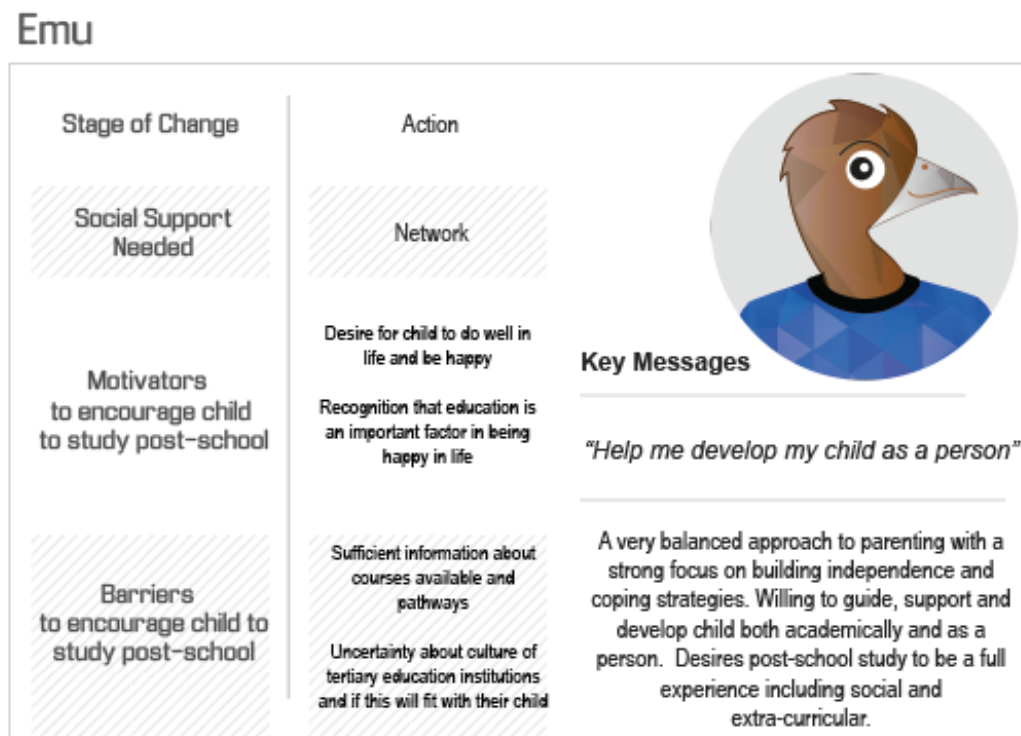 Emu
Stage of Change
Action
Social Support
Needed
Network
Motivators
to encourage child
to study post-school
Desire for child to do well in
life and be happy
Recognition that education is
an important factor in being
happy in life
Barriers
to encourage child to
study post-school
Sufficient information about
courses available and
pathways
Uncertainty about culture of
tertiary education institutions
and if this will fit with their child
Key Messages
“Help me develop my child as a person”
A very balanced approach to parenting with a
strong focus on building independence and
coping strategies. Willing to guide, support and
develop child both academically and as a
person. Desires post-school study to be a full
experience including social and
extra-curricular.